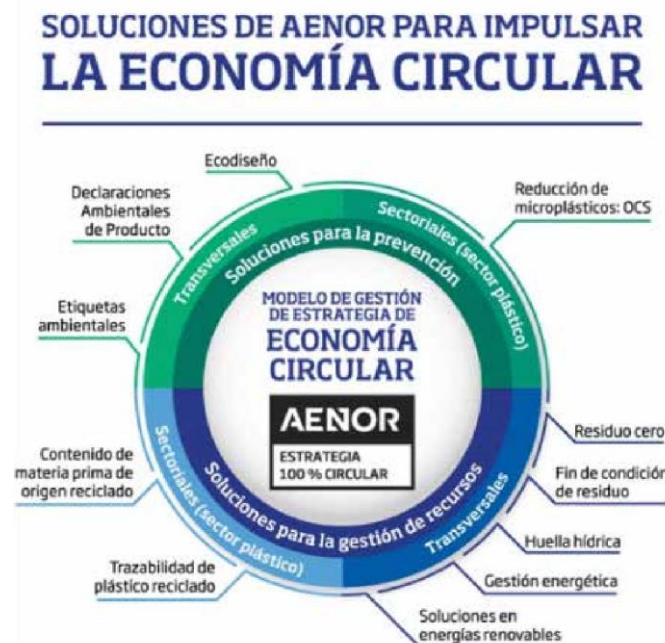 SOLUCIONES DE AENOR PARA IMPULSAR
LA ECONOMÍA CIRCULAR
Ecodiseño
Declaraciones
Ambientales
de Producto
Etiquetas
ambientales
Transversales
Sectoriales (sector plástico)
Soluciones para la prevención
Reducción de
microplásticos: OCS
MODELO DE GESTIÓN
DE ESTRATEGIA DE
ECONOMÍA
CIRCULAR
AENOR
ESTRATEGIA
100 % CIRCULAR
Contenido de
materia prima de
origen reciclado
Trazabilidad de
plástico reciclado
Sectoriales (sector plástico)
Soluciones para la gestión de recursos
Transversales
Residuo cero
Fin de condición
de residuo
Huella hídrica
Gestión energética
Soluciones en
energías renovables